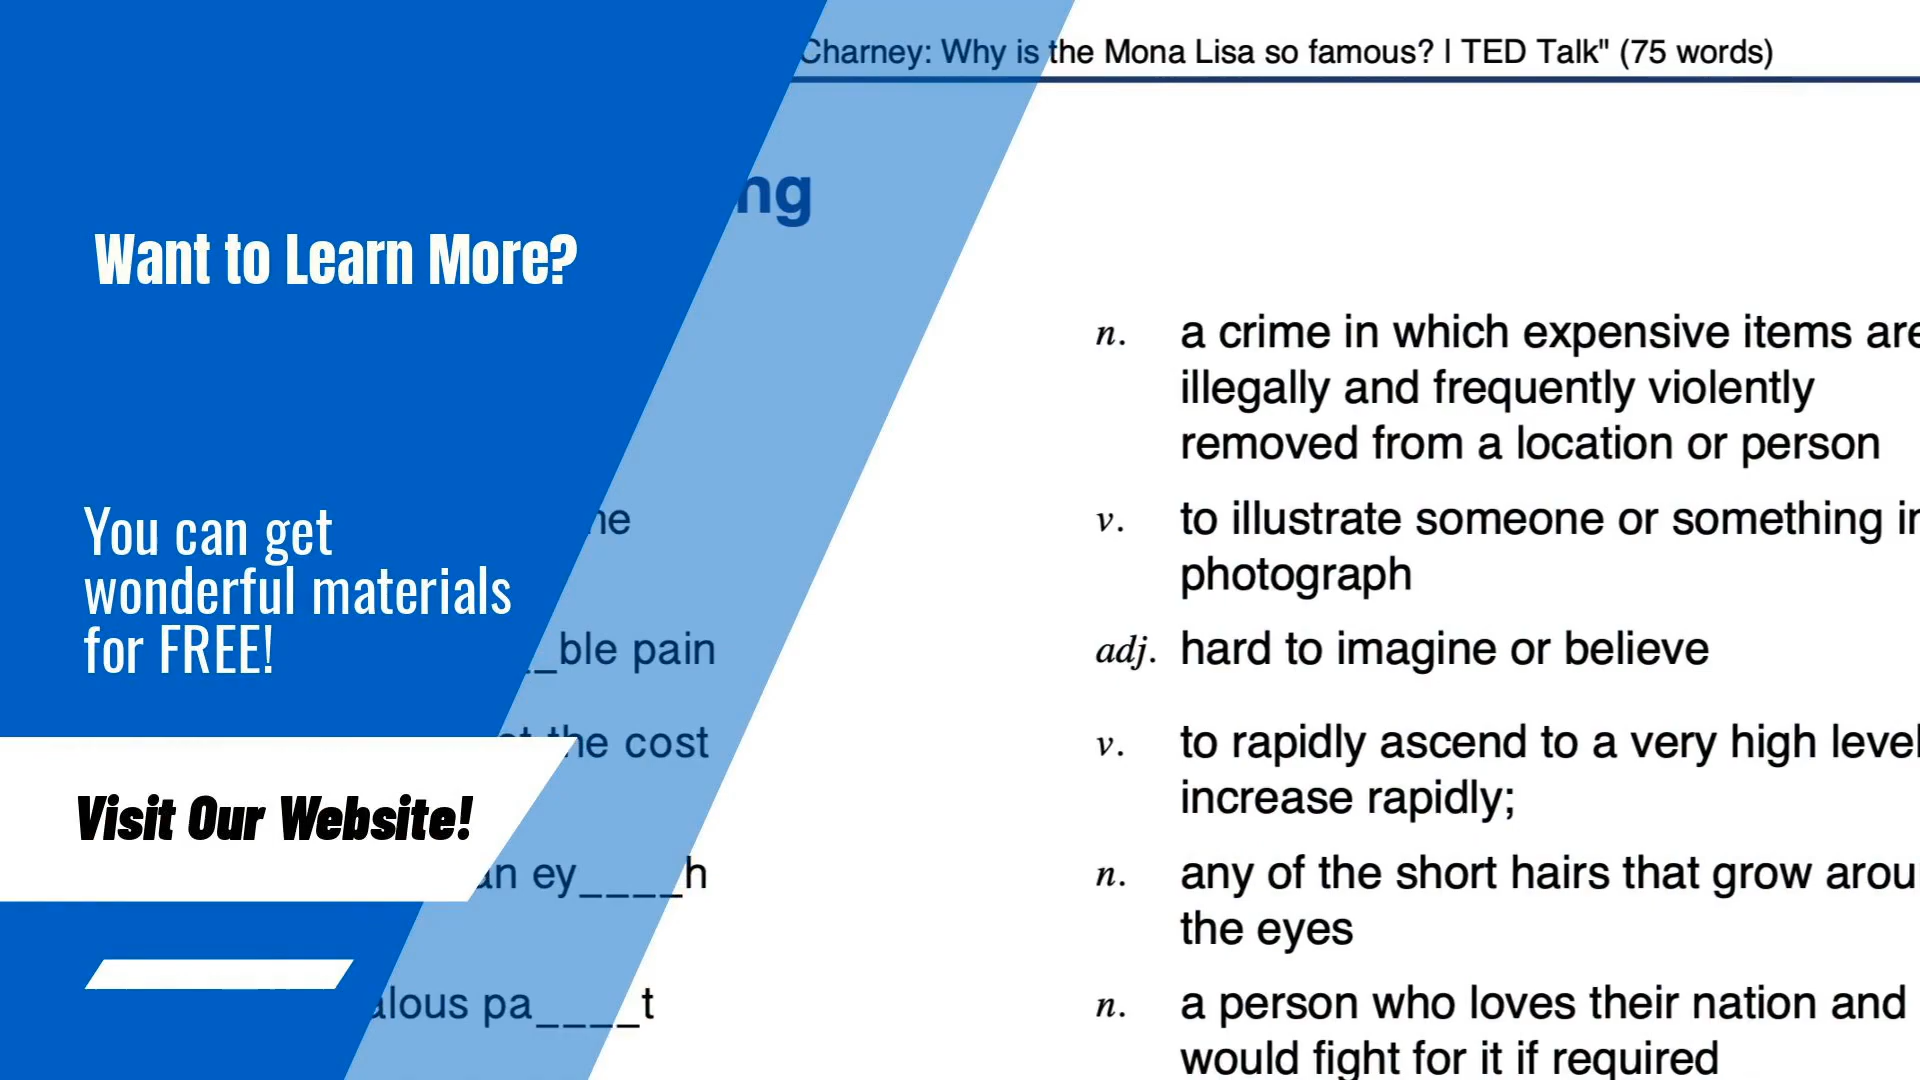 Charney: Why is the Mona Lisa so famous? | TED Talk" (75 words)
ng
Want to Learn More?
You can get
wonderful materials
for FREE!
Visit Our Website!
n. a crime in which expensive items are
illegally and frequently violently
removed from a location or person
v. to illustrate someone or something in
photograph
_ble pain adj. hard to imagine or believe
the cost v. to rapidly ascend to a very high level
increase rapidly;
an ey____h n. any of the short hairs that grow arou
the eyes
alous pa____t n. a person who loves their nation and
would fight for it if required